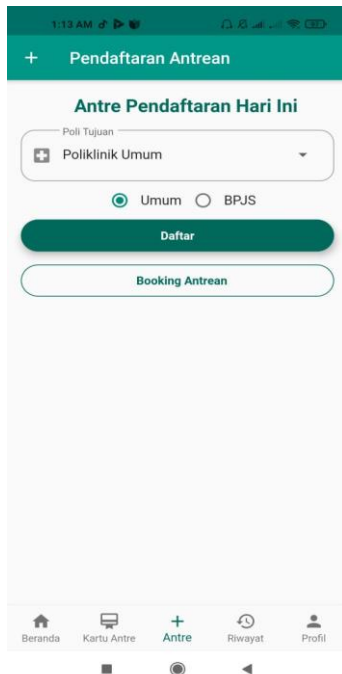 1:13 AM
+ Pendaftaran Antrean
Antre Pendaftaran Hari Ini
Poli Tujuan
Poliklinik Umum
Umum BPJS
Daftar
Booking Antrean
Beranda Kartu Antre Antre Riwayat Profil